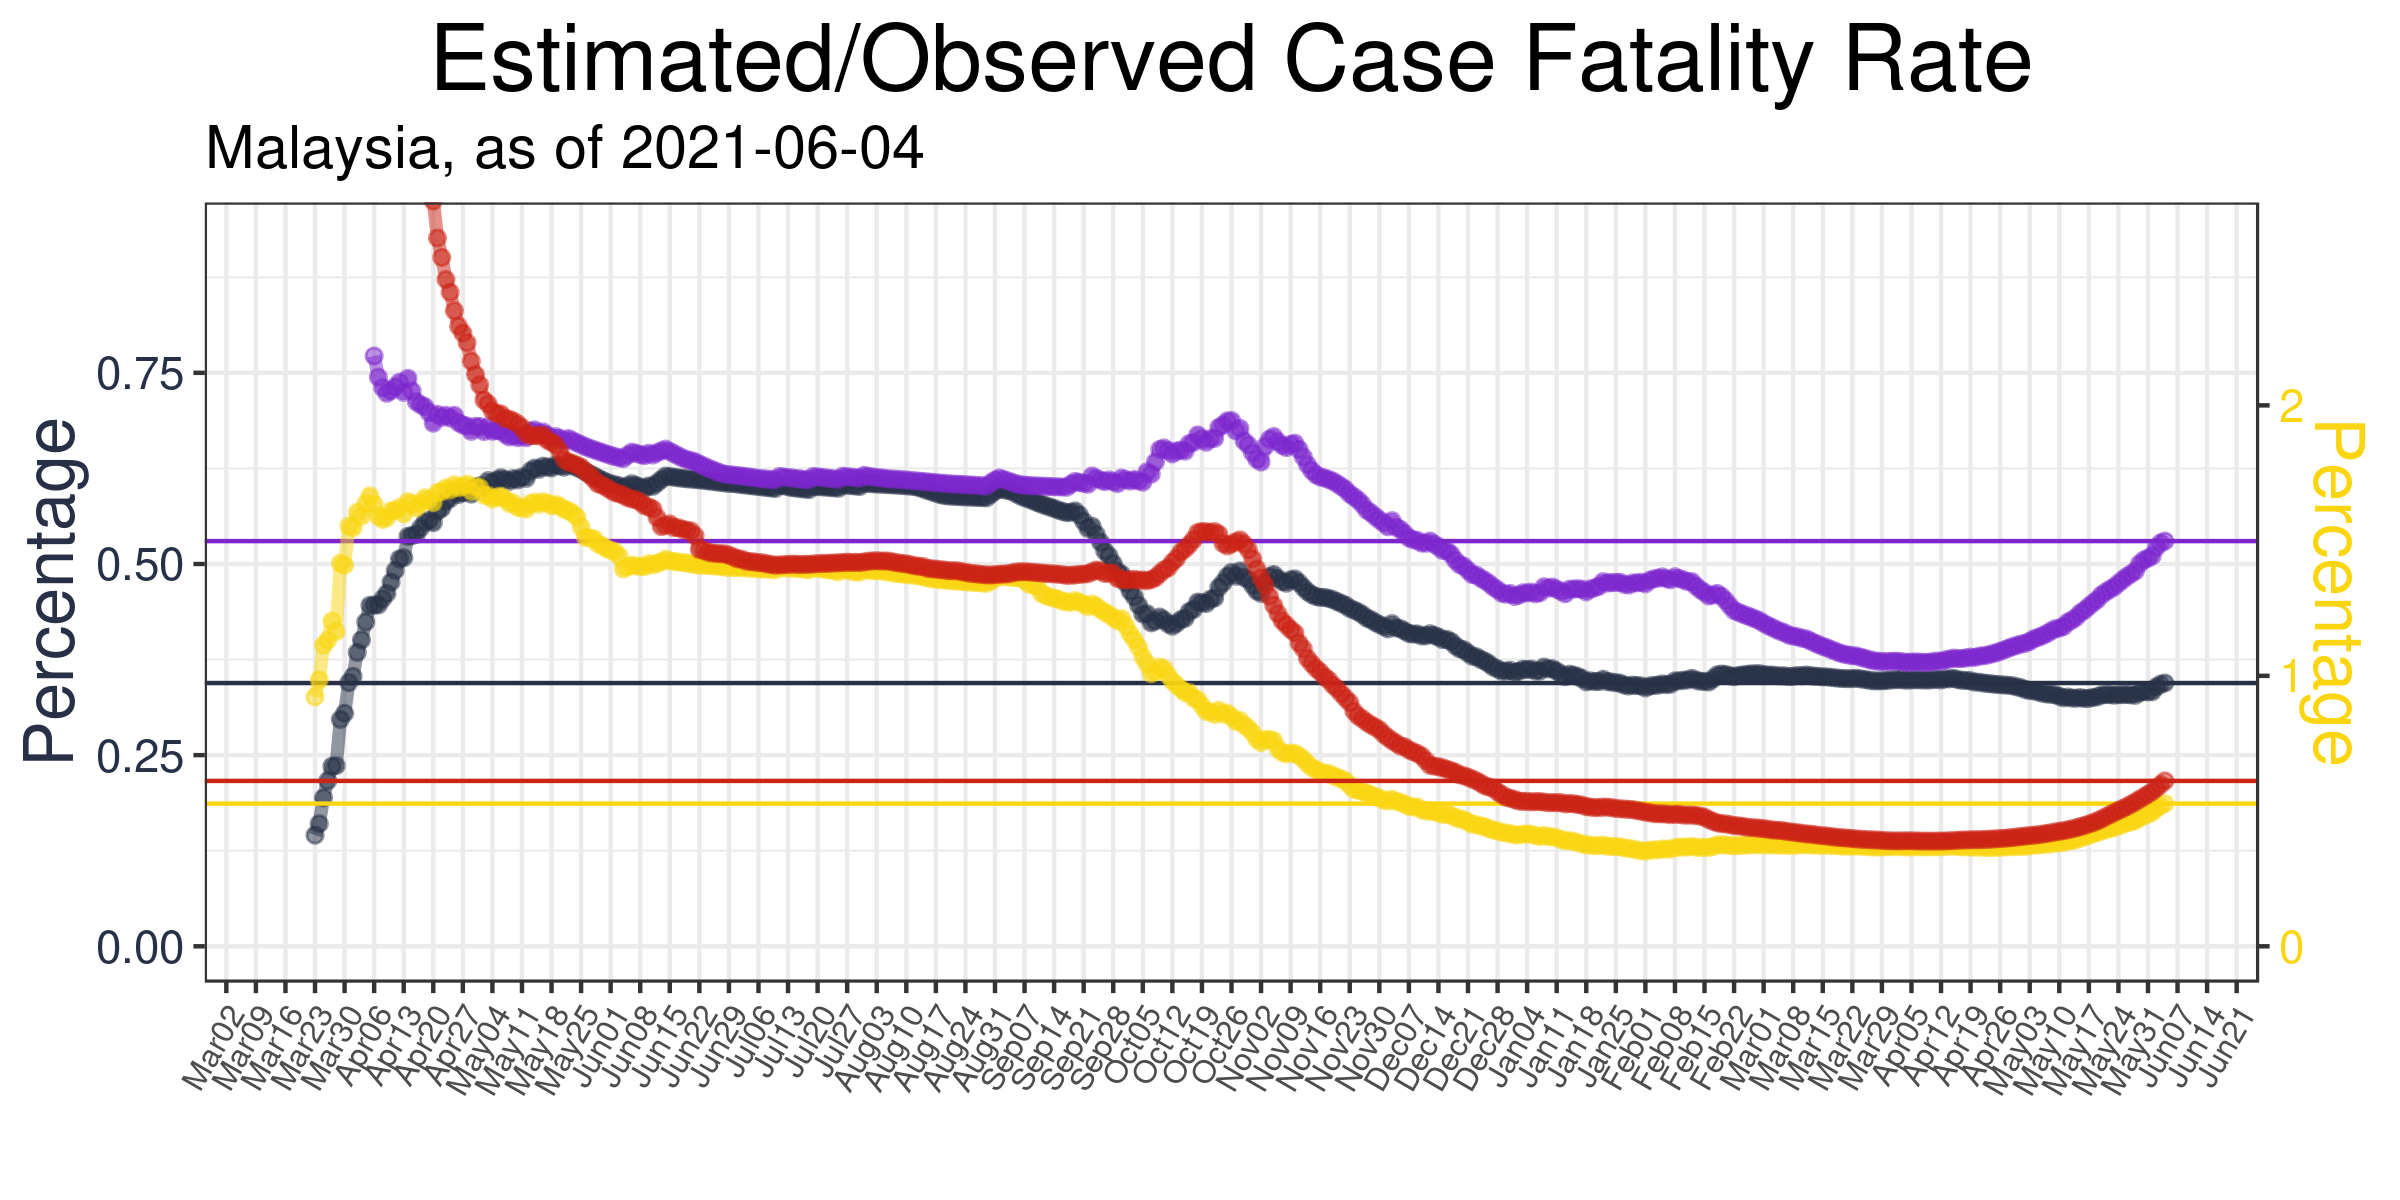 Estimated/Observed Case Fatality Rate
Malaysia, as of 2021-06-04
Percentage
0.75
0.50
0.25
0.00
2
1
0
Percentage
Mar02
Mar09
Mar16
Mar23
Mar30
Apr06
Apr13
Apr20
Apr27
May04
May11
May18
May25
Jun01
Jun08
Jun15
Jun22
Jun29
Jul06
Jul13
Jul20
Jul27
Aug03
Aug10
Aug17
Aug24
Aug31
Sep07
Sep14
Sep21
Sep28
Oct05
Oct12
Oct19
Oct26
Nov02
Nov09
Nov16
Nov23
Nov30
Dec07
Dec14
Dec21
Dec28
Jan04
Jan11
Jan18
Jan25
Feb01
Feb08
Feb15
Feb22
Mar01
Mar08
Mar15
Mar22
Mar29
Apr05
Apr12
Apr19
Apr26
May03
May10
May17
May24
May31
Jun07
Jun14
Jun21